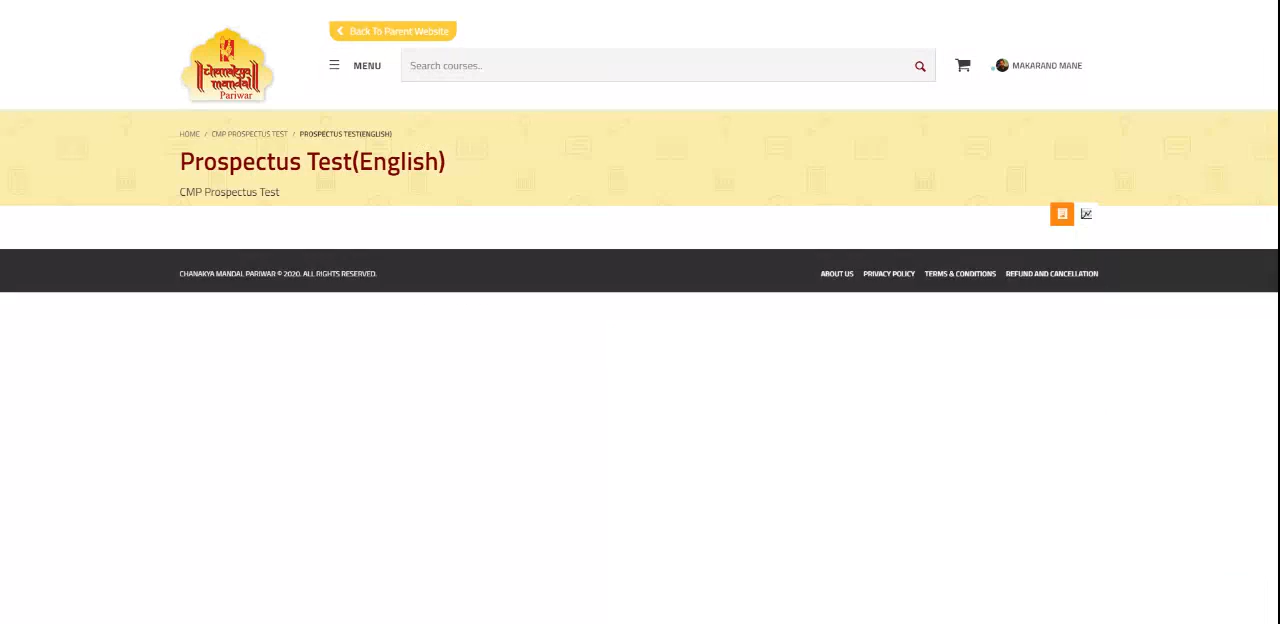 Back To Parent Website
chanakya
mandal
Pariwar
MENU
Search courses..
MAKARAND MANE
HOME / CMP PROSPECTUS TEST / PROSPECTUS TEST(ENGLISH)
Prospectus Test(English)
CMP Prospectus Test
CHANAKYA MANDAL PARIWAR © 2020. ALL RIGHTS RESERVED.
ABOUT US PRIVACY POLICY TERMS & CONDITIONS REFUND AND CANCELLATION